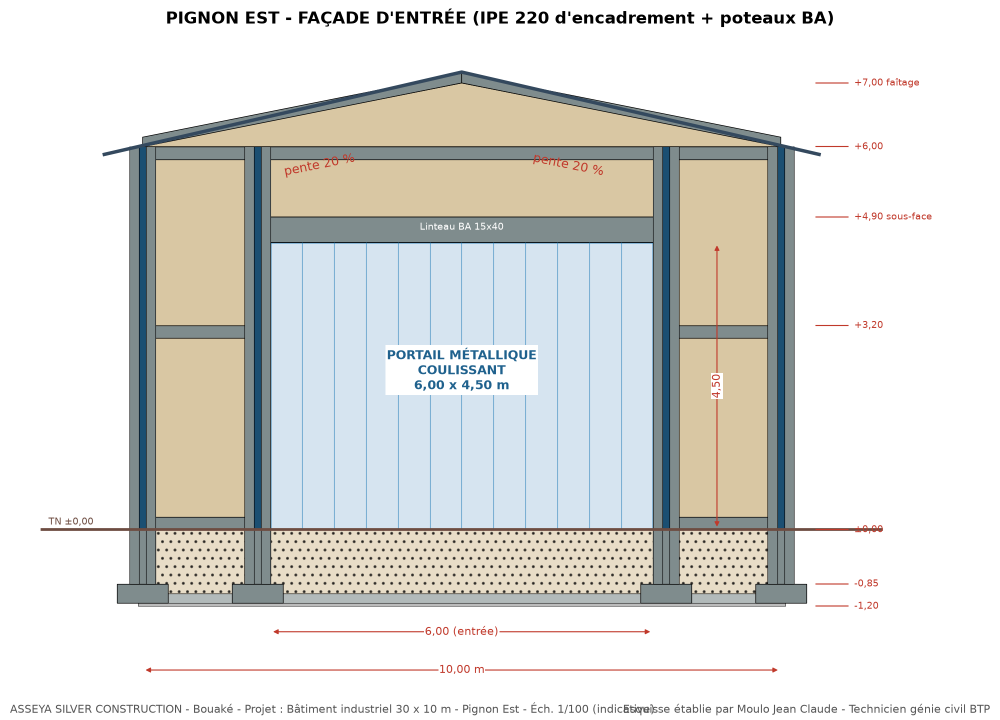 PIGNON EST - FAÇADE D'ENTRÉE (IPE 220 d'encadrement + poteaux BA)
+7,00 faîtage
+6,00
pente 20 %
pente 20 %
+4,90 sous-face
Linteau BA 15x40
+3,20
PORTAIL MÉTALLIQUE
COULISSANT
6,00 x 4,50 m
4,50
TN ±0,00
±0,00
-0,85
-1,20
6,00 (entrée)
10,00 m
ASSEYA SILVER CONSTRUCTION - Bouaké - Projet : Bâtiment industriel 30 x 10 m - Pignon Est - Éch. 1/100 (indicatique)
Esquisse établie par Moulo Jean Claude - Technicien génie civil BTP